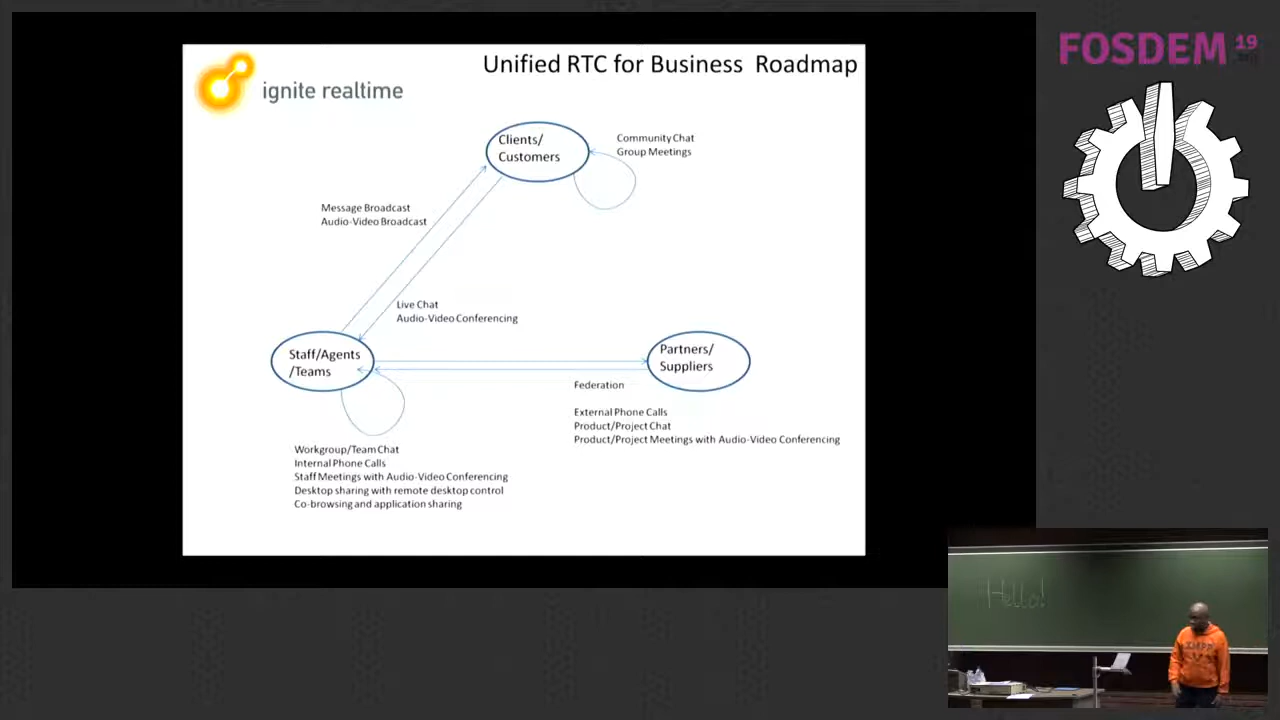 FOSDEM 19
ignite realtime
Unified RTC for Business Roadmap
Clients/
Customers
Community Chat
Group Meetings
Message Broadcast
Audio-Video Broadcast
Live Chat
Audio-Video Conferencing
Staff/Agents
/Teams
Partners/
Suppliers
Federation
External Phone Calls
Product/Project Chat
Product/Project Meetings with Audio-Video Conferencing
Workgroup/Team Chat
Internal Phone Calls
Staff Meetings with Audio-Video Conferencing
Desktop sharing with remote desktop control
Co-browsing and application sharing
Hello!
XMPP